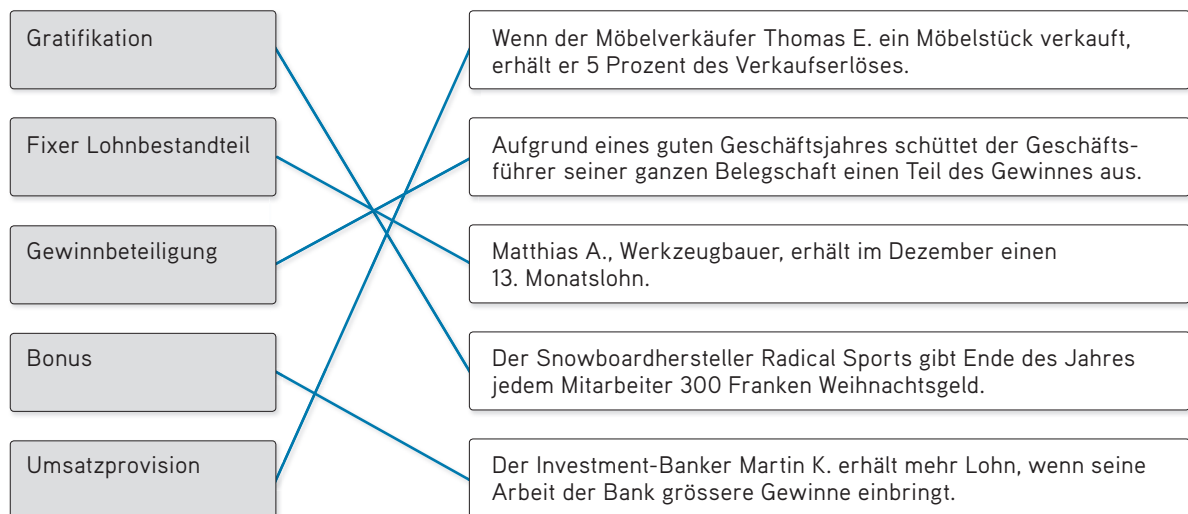 Gratifikation
Wenn der Möbelverkäufer Thomas E. ein Möbelstück verkauft,
erhält er 5 Prozent des Verkaufserlöses.
Fixer Lohnbestandteil
Aufgrund eines guten Geschäftsjahres schüttet der Geschäfts-
führer seiner ganzen Belegschaft einen Teil des Gewinnes aus.
Gewinnbeteiligung
Matthias A., Werkzeugbauer, erhält im Dezember einen
13. Monatslohn.
Bonus
Der Snowboardhersteller Radical Sports gibt Ende des Jahres
jedem Mitarbeiter 300 Franken Weihnachtsgeld.
Umsatzprovision
Der Investment-Banker Martin K. erhält mehr Lohn, wenn seine
Arbeit der Bank grössere Gewinne einbringt.